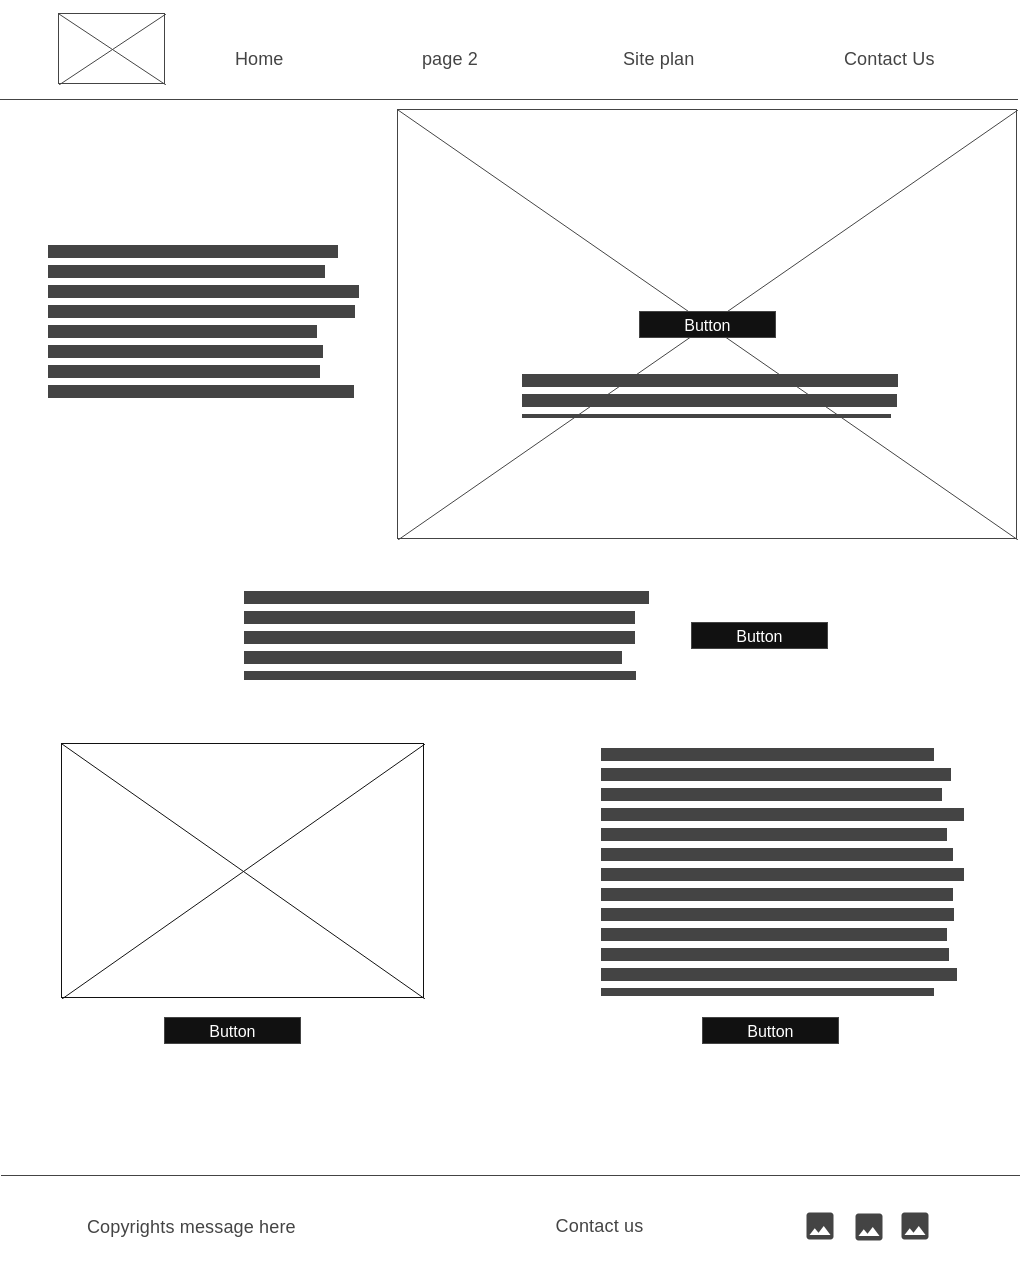 Home
page 2
Site plan
Contact Us
Button
Button
Button
Button
Copyrights message here
Contact us